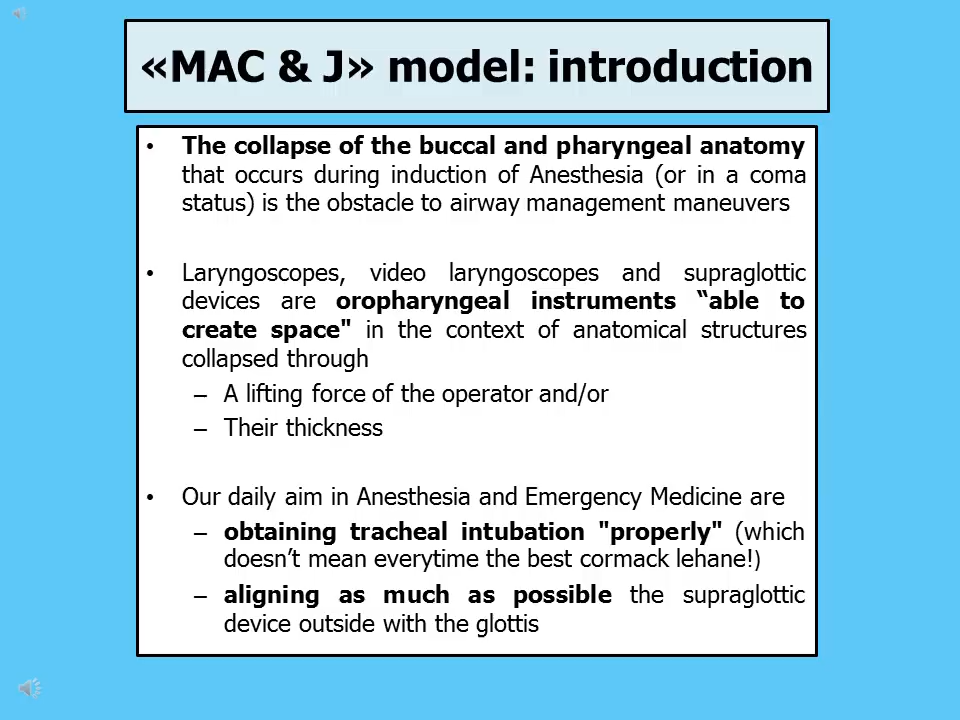 «MAC & J» model: introduction
• The collapse of the buccal and pharyngeal anatomy
that occurs during induction of Anesthesia (or in a coma
status) is the obstacle to airway management maneuvers
• Laryngoscopes, video laryngoscopes and supraglottic
devices are oropharyngeal instruments “able to
create space" in the context of anatomical structures
collapsed through
– A lifting force of the operator and/or
– Their thickness
• Our daily aim in Anesthesia and Emergency Medicine are
– obtaining tracheal intubation "properly" (which
doesn’t mean everytime the best cormack lehane!)
– aligning as much as possible the supraglottic
device outside with the glottis